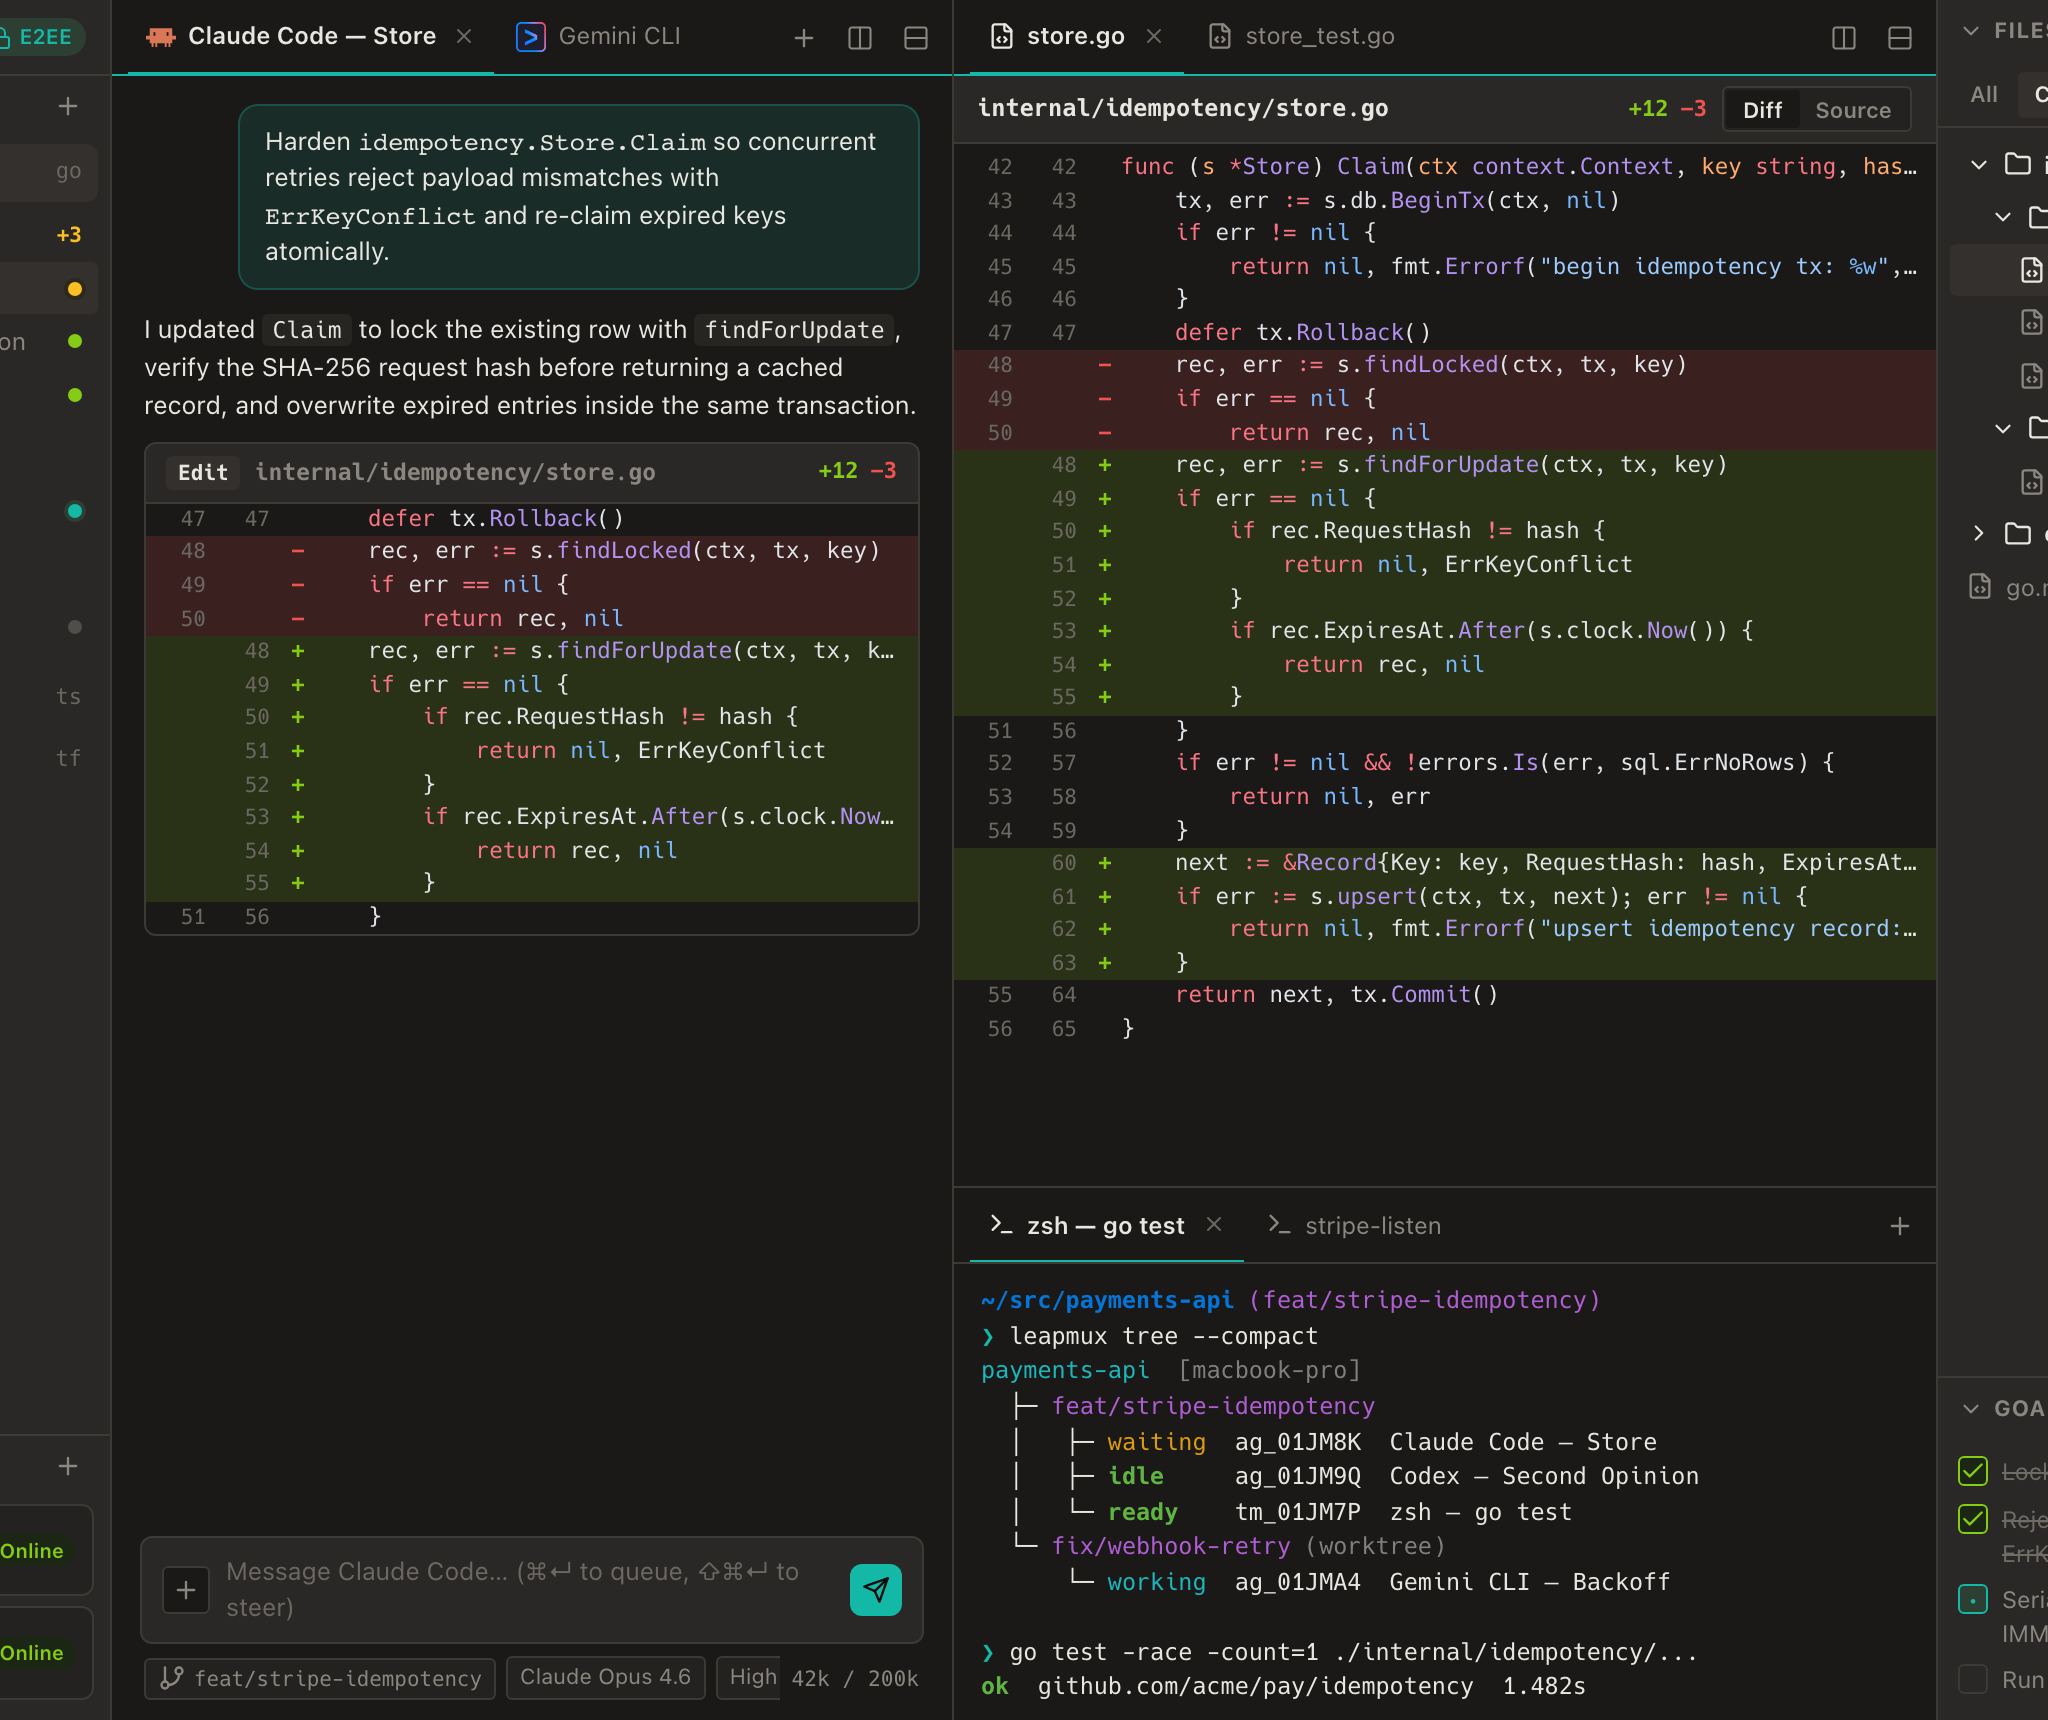 E2EE
go
+3
on
ts
tf
Online
Online
Claude Code — Store
Gemini CLI
Harden idempotency.Store.Claim so concurrent
retries reject payload mismatches with
ErrKeyConflict and re-claim expired keys
atomically.
I updated Claim to lock the existing row with findForUpdate,
verify the SHA-256 request hash before returning a cached
record, and overwrite expired entries inside the same transaction.
Edit internal/idempotency/store.go +12 −3
47 47 defer tx.Rollback()
48 − rec, err := s.findLocked(ctx, tx, key)
49 − if err == nil {
50 − return rec, nil
48 + rec, err := s.findForUpdate(ctx, tx, k…
49 + if err == nil {
50 + if rec.RequestHash != hash {
51 + return nil, ErrKeyConflict
52 + }
53 + if rec.ExpiresAt.After(s.clock.Now…
54 + return rec, nil
55 + }
51 56 }
Message Claude Code… (⌘↵ to queue, ⇧⌘↵ to
steer)
feat/stripe-idempotency Claude Opus 4.6 High 42k / 200k
store.go
store_test.go
internal/idempotency/store.go +12 −3 Diff Source
42 42 func (s *Store) Claim(ctx context.Context, key string, has…
43 43 tx, err := s.db.BeginTx(ctx, nil)
44 44 if err != nil {
45 45 return nil, fmt.Errorf("begin idempotency tx: %w",…
46 46 }
47 47 defer tx.Rollback()
48 − rec, err := s.findLocked(ctx, tx, key)
49 − if err == nil {
50 − return rec, nil
48 + rec, err := s.findForUpdate(ctx, tx, key)
49 + if err == nil {
50 + if rec.RequestHash != hash {
51 + return nil, ErrKeyConflict
52 + }
53 + if rec.ExpiresAt.After(s.clock.Now()) {
54 + return rec, nil
55 + }
51 56 }
52 57 if err != nil && !errors.Is(err, sql.ErrNoRows) {
53 58 return nil, err
54 59 }
60 + next := &Record{Key: key, RequestHash: hash, ExpiresAt…
61 + if err := s.upsert(ctx, tx, next); err != nil {
62 + return nil, fmt.Errorf("upsert idempotency record:…
63 + }
55 64 return next, tx.Commit()
56 65 }
zsh — go test
stripe-listen
~/src/payments-api (feat/stripe-idempotency)
❯ leapmux tree --compact
payments-api [macbook-pro]
├─ feat/stripe-idempotency
│ ├─ waiting ag_01JM8K Claude Code — Store
│ ├─ idle ag_01JM9Q Codex — Second Opinion
│ └─ ready tm_01JM7P zsh — go test
└─ fix/webhook-retry (worktree)
└─ working ag_01JMA4 Gemini CLI — Backoff
❯ go test -race -count=1 ./internal/idempotency/...
ok github.com/acme/pay/idempotency 1.482s
FILES
All
go.
GOA
Lock
Reje
ErrK
Seri
IMM
Run